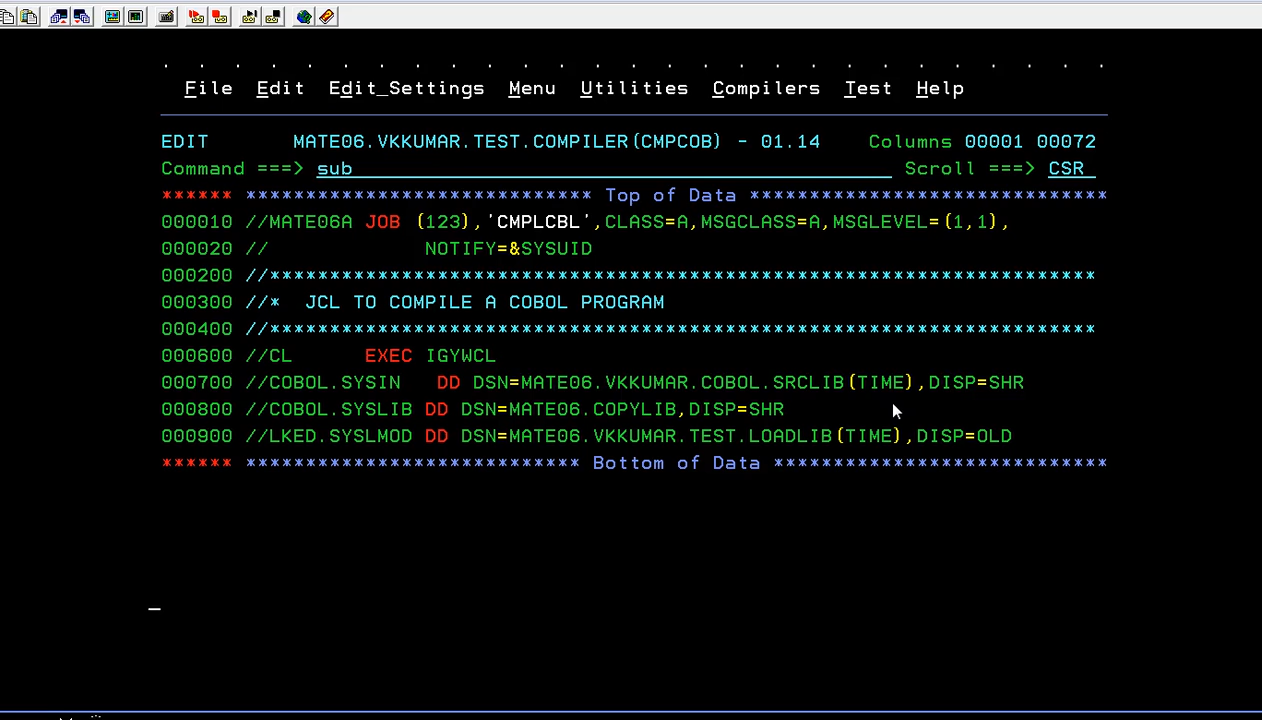 File Edit Edit_Settings Menu Utilities Compilers Test Help
EDIT MATE06.VKKUMAR.TEST.COMPILER(CMPCOB) - 01.14 Columns 00001 00072
Command ===> sub Scroll ===> CSR
****** ***************************** Top of Data ******************************
000010 //MATE06A JOB (123),'CMPLCBL',CLASS=A,MSGCLASS=A,MSGLEVEL=(1,1),
000020 // NOTIFY=&SYSUID
000200 //*********************************************************************
000300 //* JCL TO COMPILE A COBOL PROGRAM
000400 //*********************************************************************
000600 //CL EXEC IGYWCL
000700 //COBOL.SYSIN DD DSN=MATE06.VKKUMAR.COBOL.SRCLIB(TIME),DISP=SHR
000800 //COBOL.SYSLIB DD DSN=MATE06.COPYLIB,DISP=SHR
000900 //LKED.SYSLMOD DD DSN=MATE06.VKKUMAR.TEST.LOADLIB(TIME),DISP=OLD
****** **************************** Bottom of Data ****************************